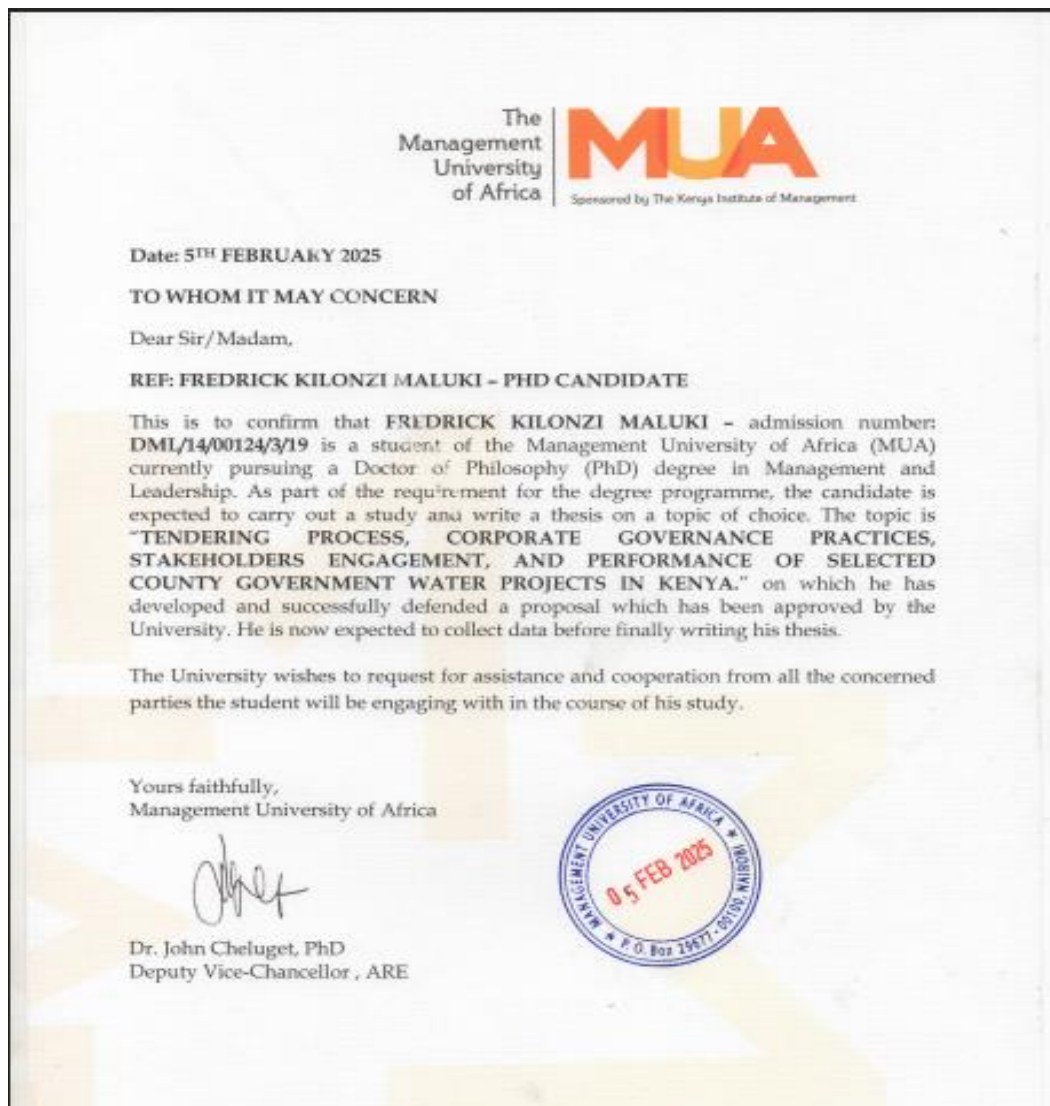 The
Management
University
of Africa
MUA
Sponsored by The Kenya Institute of Management
Date: 5TH FEBRUARY 2025
TO WHOM IT MAY CONCERN
Dear Sir/Madam,
REF: FREDRICK KILONZI MALUKI – PHD CANDIDATE
This is to confirm that FREDRICK KILONZI MALUKI – admission number:
DML/14/00124/3/19 is a student of the Management University of Africa (MUA)
currently pursuing a Doctor of Philosophy (PhD) degree in Management and
Leadership. As part of the requirement for the degree programme, the candidate is
expected to carry out a study and write a thesis on a topic of choice. The topic is
"TENDERING PROCESS, CORPORATE GOVERNANCE PRACTICES,
STAKEHOLDERS ENGAGEMENT, AND PERFORMANCE OF SELECTED
COUNTY GOVERNMENT WATER PROJECTS IN KENYA." on which he has
developed and successfully defended a proposal which has been approved by the
University. He is now expected to collect data before finally writing his thesis.
The University wishes to request for assistance and cooperation from all the concerned
parties the student will be engaging with in the course of his study.
Yours faithfully,
Management University of Africa
Dr. John Cheluget, PhD
Deputy Vice-Chancellor , ARE
MANAGEMENT UNIVERSITY OF AFRICA
05 FEB 2025
P.O. Box 29677 - 00100, NAIROBI